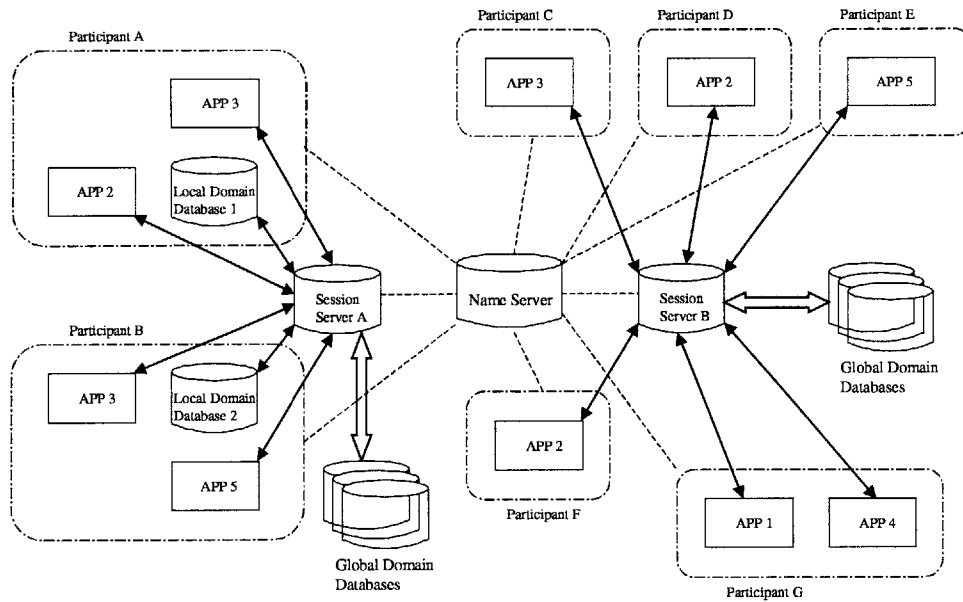 Participant A
Participant C
Participant D
Participant E
APP 3
APP 3
APP 2
APP 5
APP 2
Local Domain
Database 1
Session
Server A
Name Server
Session
Server B
Global Domain
Databases
Participant B
APP 3
Local Domain
Database 2
APP 5
APP 2
Participant F
APP 1
APP 4
Global Domain
Databases
Participant G